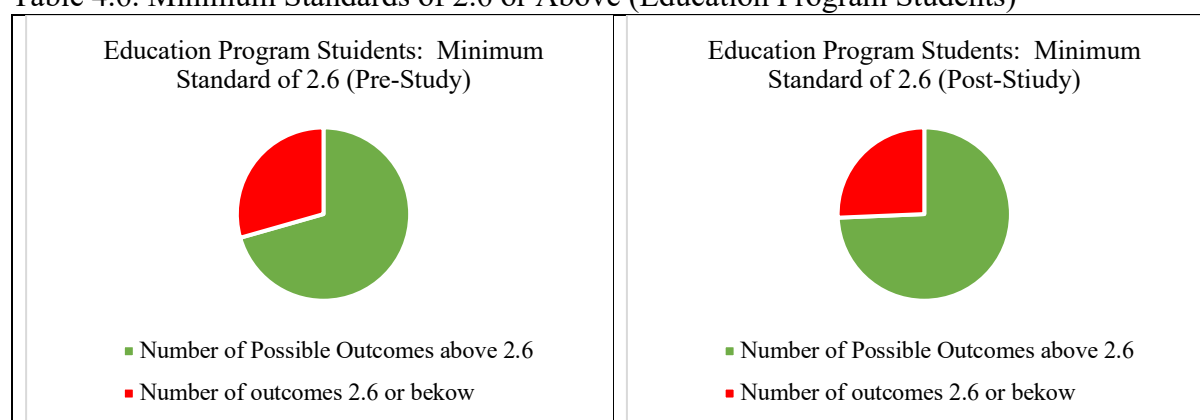 Table 4.6: Minimum Standards of 2.6 or Above (Education Program Students)
Education Program Stuidents:  Minimum
Standard of 2.6 (Pre-Study)
Number of Possible Outcomes above 2.6
Number of outcomes 2.6 or bekow
Education Program Students:  Minimum
Standard of 2.6 (Post-Stiudy)
Number of Possible Outcomes above 2.6
Number of outcomes 2.6 or bekow